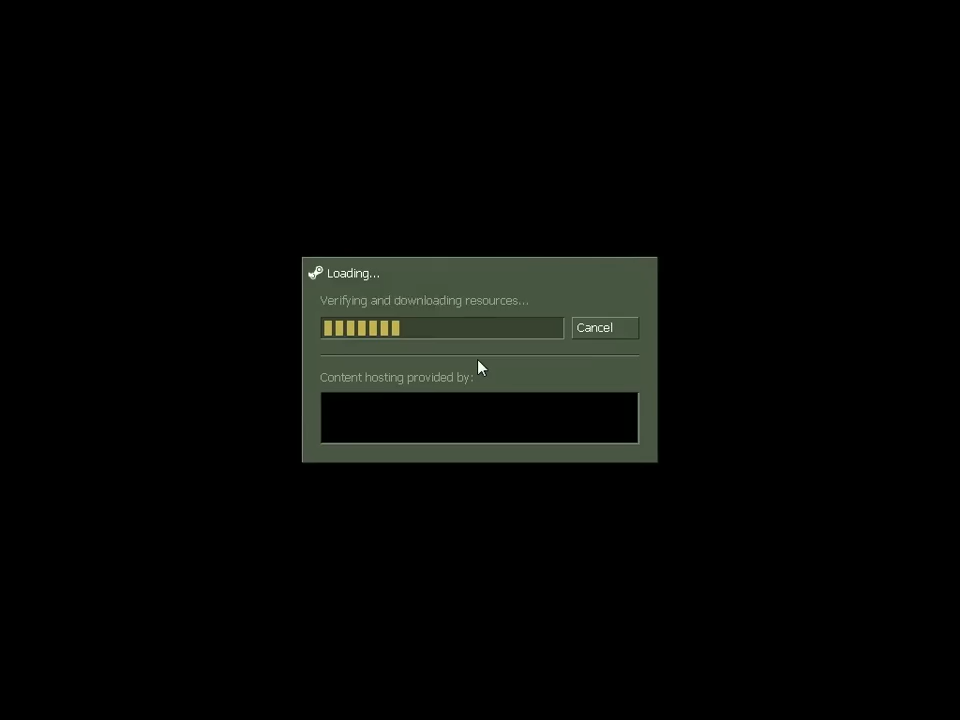 Loading...
Verifying and downloading resources...
Cancel
Content hosting provided by: